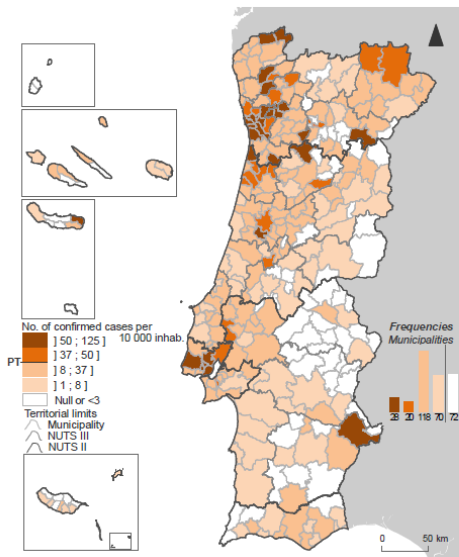 No. of confirmed cases per
10 000 inhab.
] 50 ; 125 ]
] 37 ; 50 ]
PT
] 8 ; 37 ]
[ 1 ; 8 ]
Null or <3
Territorial limits
Municipality
NUTS III
NUTS II
Frequencies
Municipalities
28 20 118 70 72
0 50 km